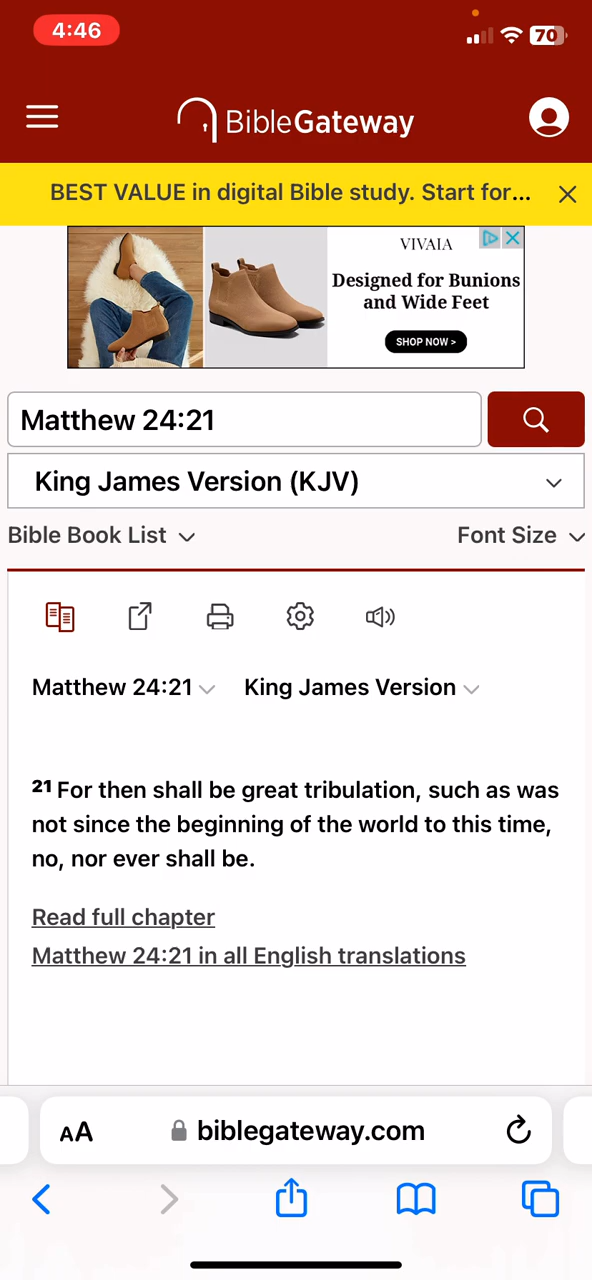 4:46
70
BibleGateway
BEST VALUE in digital Bible study. Start for...
VIVAIA
Designed for Bunions
and Wide Feet
SHOP NOW >
Matthew 24:21
King James Version (KJV)
Bible Book List
Font Size
Matthew 24:21
King James Version
21 For then shall be great tribulation, such as was
not since the beginning of the world to this time,
no, nor ever shall be.
Read full chapter
Matthew 24:21 in all English translations
AA
biblegateway.com